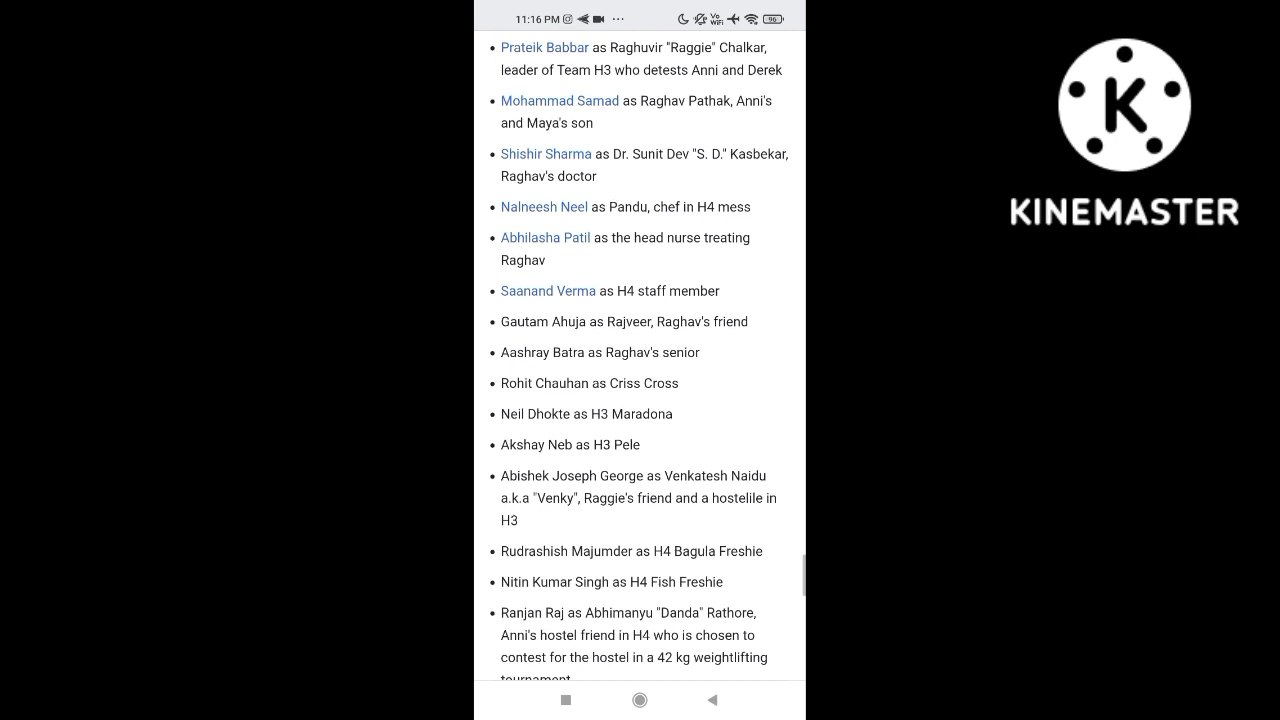 11:16 PM
Vo
WiFi
96
Prateik Babbar as Raghuvir "Raggie" Chalkar,
leader of Team H3 who detests Anni and Derek
Mohammad Samad as Raghav Pathak, Anni's
and Maya's son
Shishir Sharma as Dr. Sunit Dev "S. D." Kasbekar,
Raghav's doctor
Nalneesh Neel as Pandu, chef in H4 mess
Abhilasha Patil as the head nurse treating
Raghav
Saanand Verma as H4 staff member
Gautam Ahuja as Rajveer, Raghav's friend
Aashray Batra as Raghav's senior
Rohit Chauhan as Criss Cross
Neil Dhokte as H3 Maradona
Akshay Neb as H3 Pele
Abishek Joseph George as Venkatesh Naidu
a.k.a "Venky", Raggie's friend and a hostelile in
H3
Rudrashish Majumder as H4 Bagula Freshie
Nitin Kumar Singh as H4 Fish Freshie
Ranjan Raj as Abhimanyu "Danda" Rathore,
Anni's hostel friend in H4 who is chosen to
contest for the hostel in a 42 kg weightlifting
tournament
K
KINEMASTER